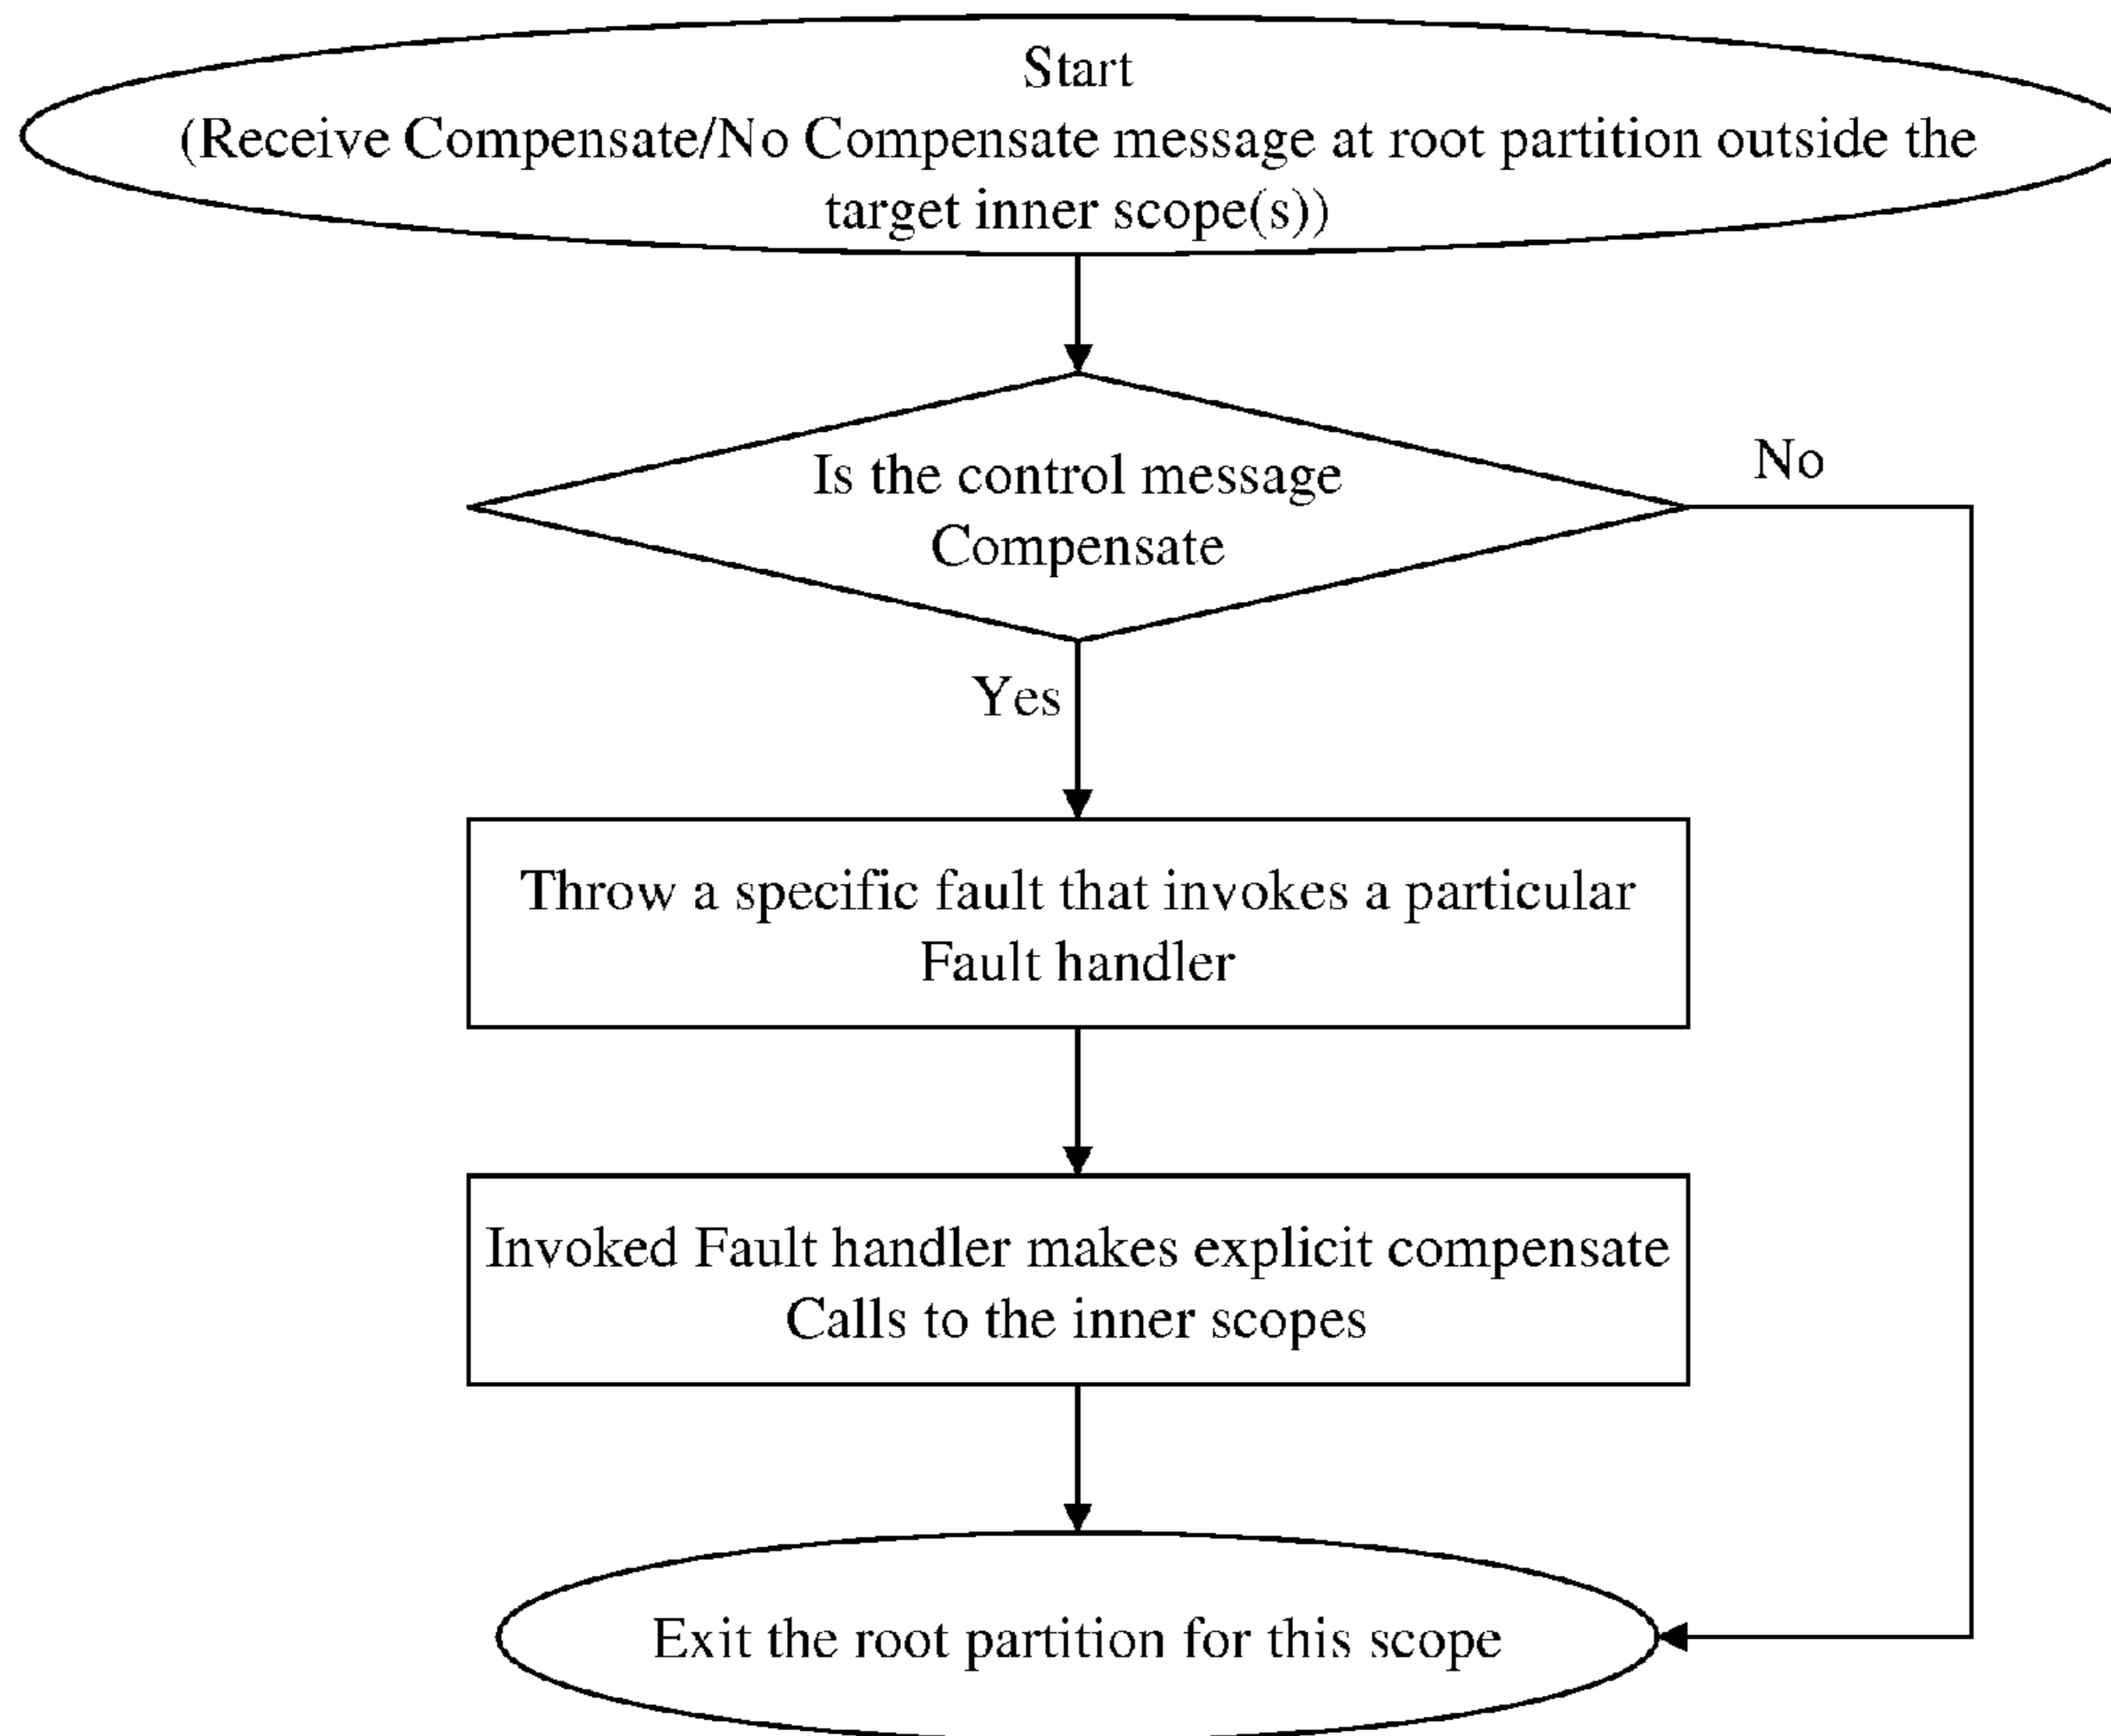 Start
(Receive Compensate/No Compensate message at root partition outside the
target inner scope(s))
Is the control message
Compensate
No
Yes
Throw a specific fault that invokes a particular
Fault handler
Invoked Fault handler makes explicit compensate
Calls to the inner scopes
Exit the root partition for this scope